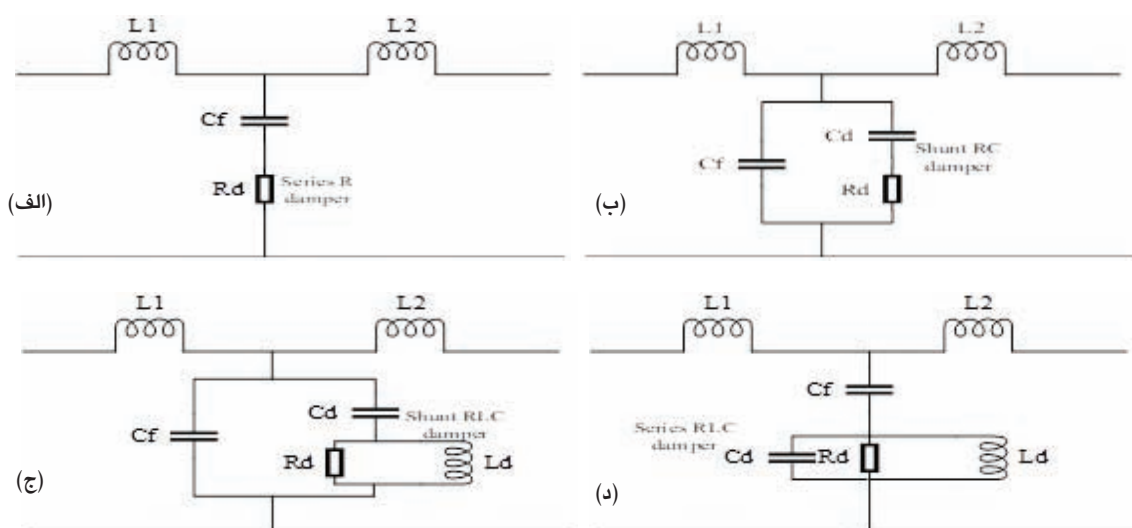 L1
L2
Cf
Rd
Series R
damper
(الف)
L1
L2
Cd
Cf
Shunt RC
damper
Rd
(ب)
L1
L2
Cd
Shunt RLC
damper
Cf
Rd
Ld
(ج)
L1
L2
Cf
Series RLC
damper
Cd
Rd
Ld
(د)